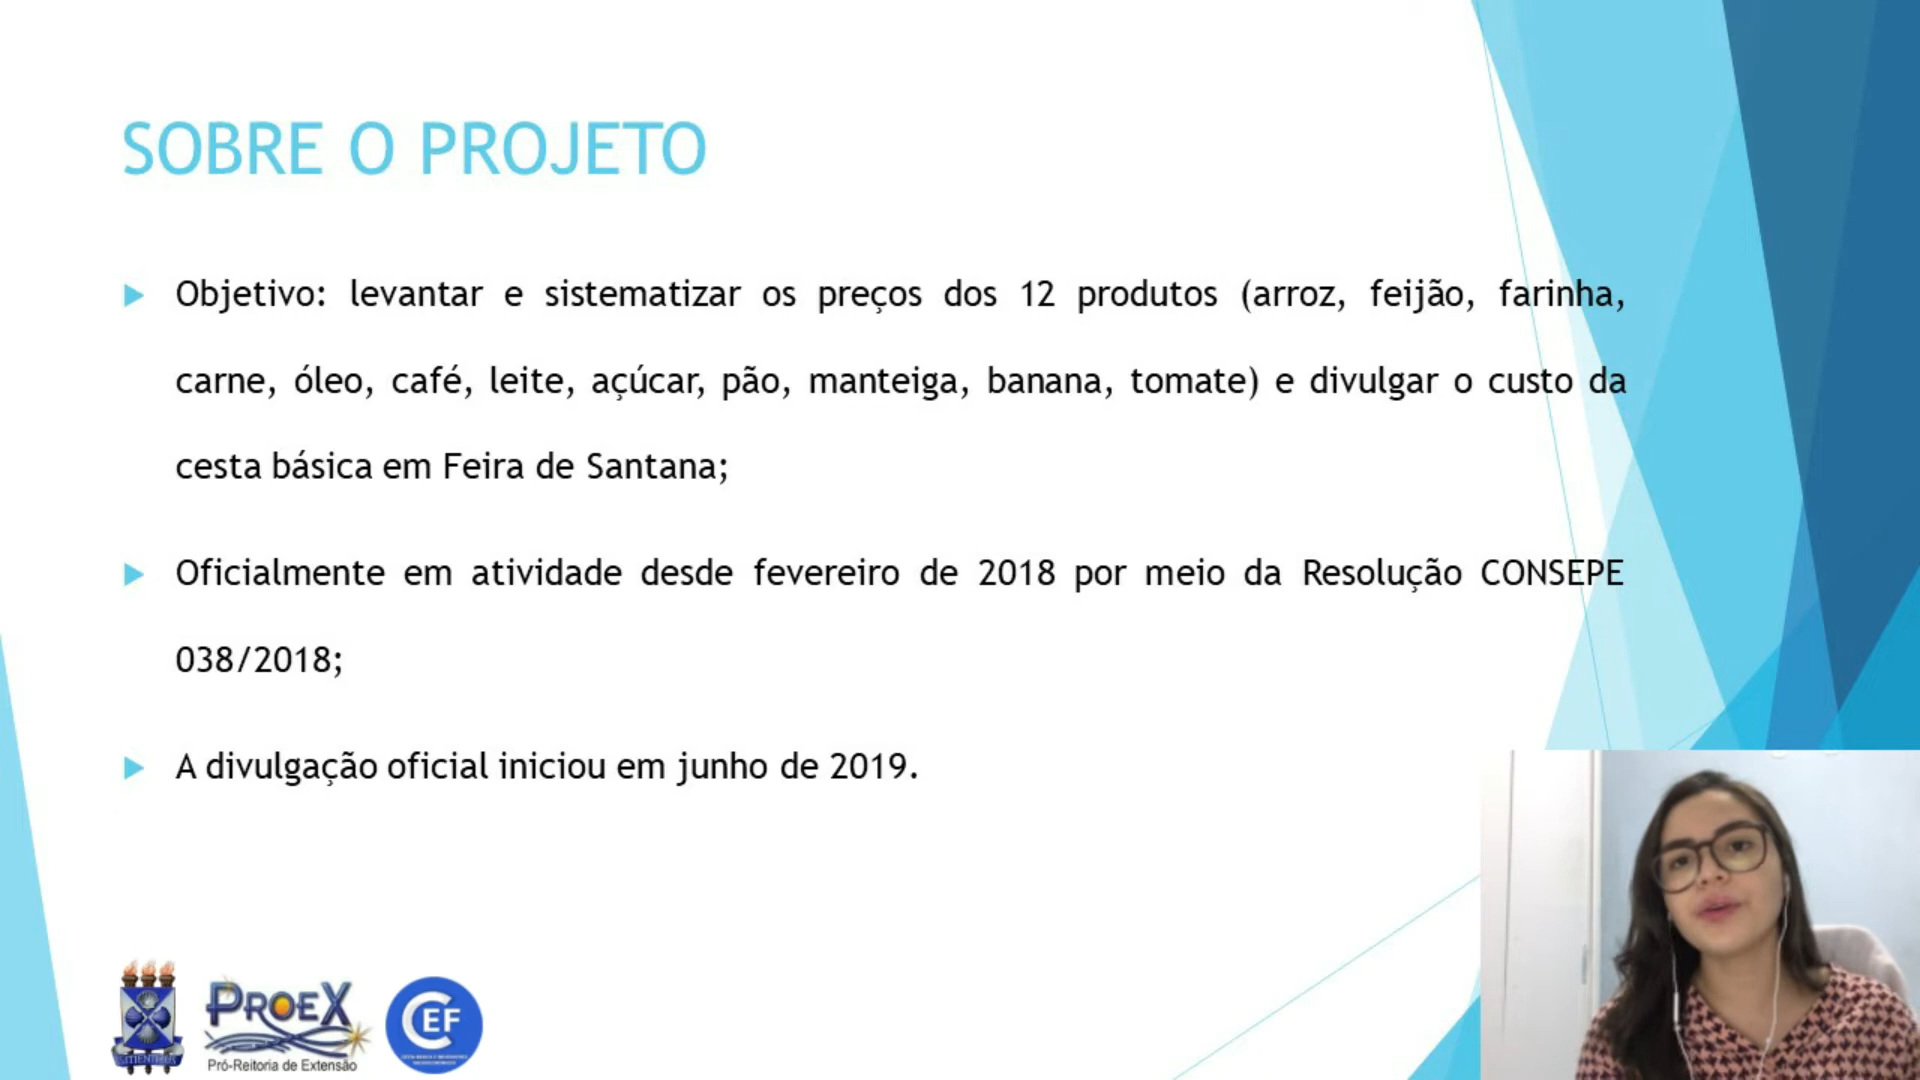 SOBRE O PROJETO
Objetivo: levantar e sistematizar os preços dos 12 produtos (arroz, feijão, farinha,
carne, óleo, café, leite, açúcar, pão, manteiga, banana, tomate) e divulgar o custo da
cesta básica em Feira de Santana;
Oficialmente em atividade desde fevereiro de 2018 por meio da Resolução CONSEPE
038/2018;
A divulgação oficial iniciou em junho de 2019.
PROEX
Pró-Reitoria de Extensão
CEF